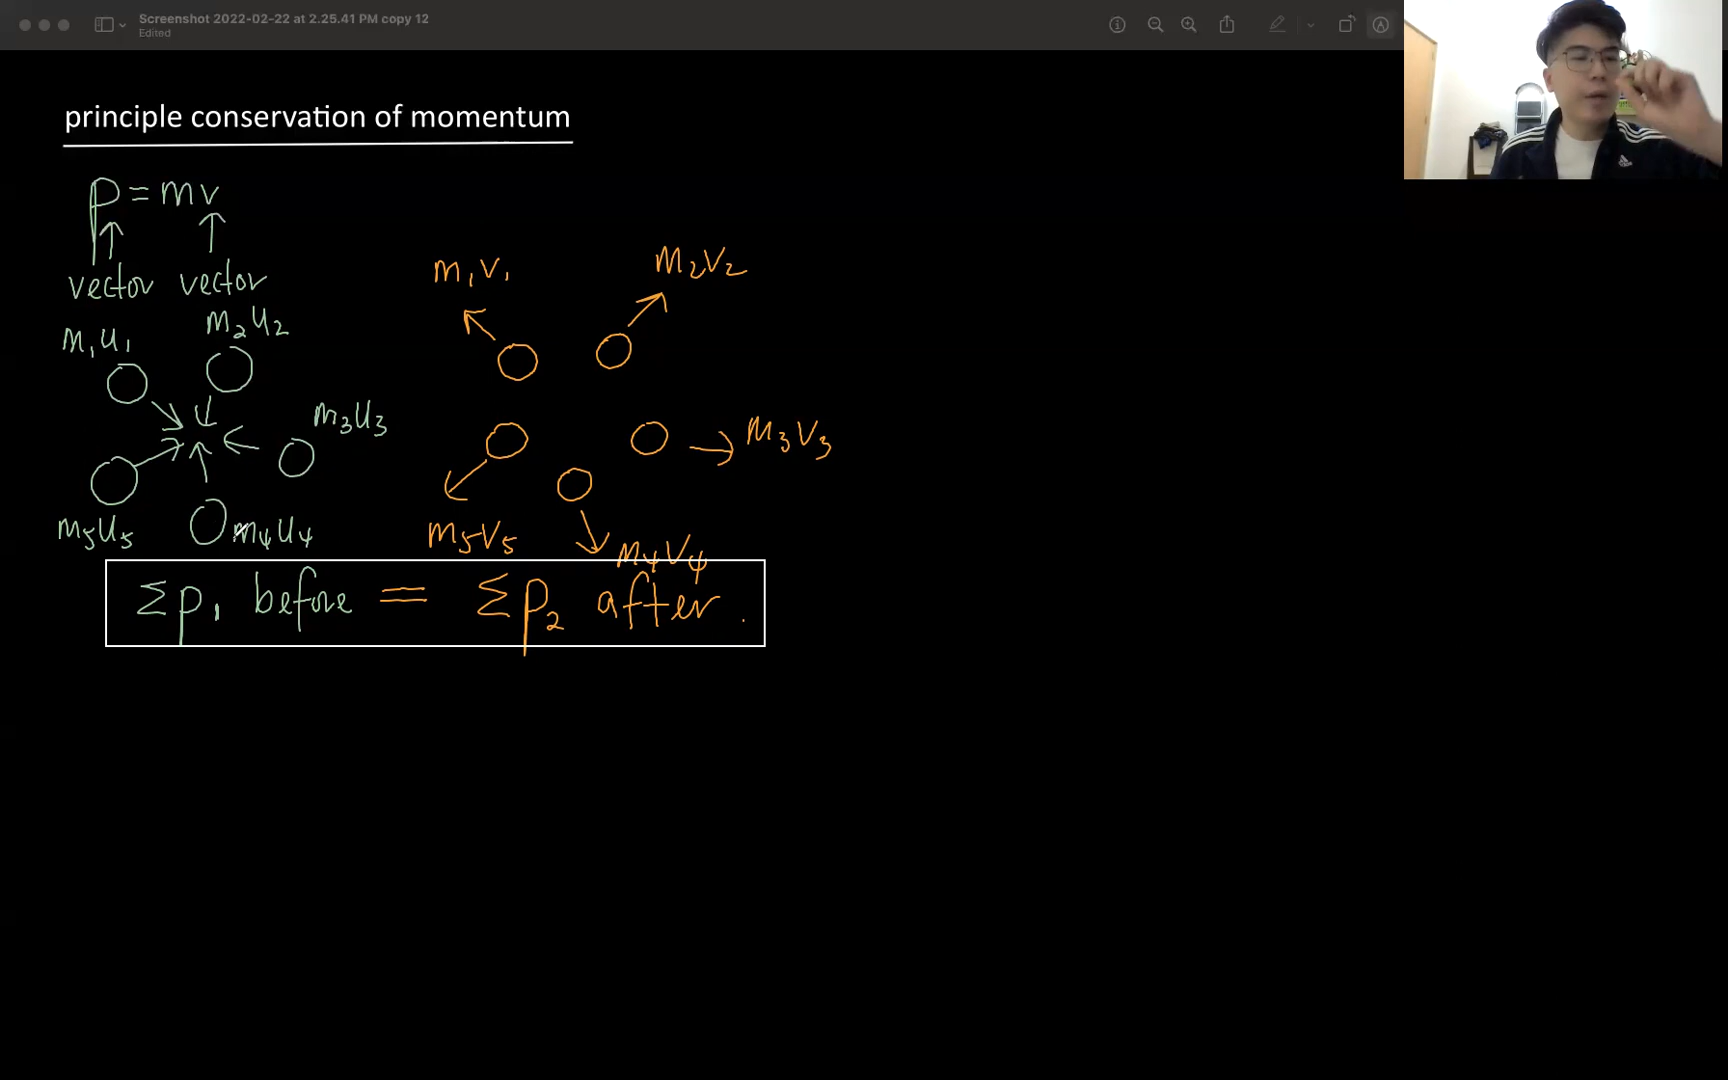 Screenshot 2022-02-22 at 2.25.41 PM copy 12
Edited
principle conservation of momentum
p = mv
vector vector
m₁u₁
m₂u₂
m₃u₃
m₅u₅
m₄u₄
m₁v₁
m₂v₂
m₃v₃
m₅v₅
m₄v₄
Σp₁ before = Σp₂ after.